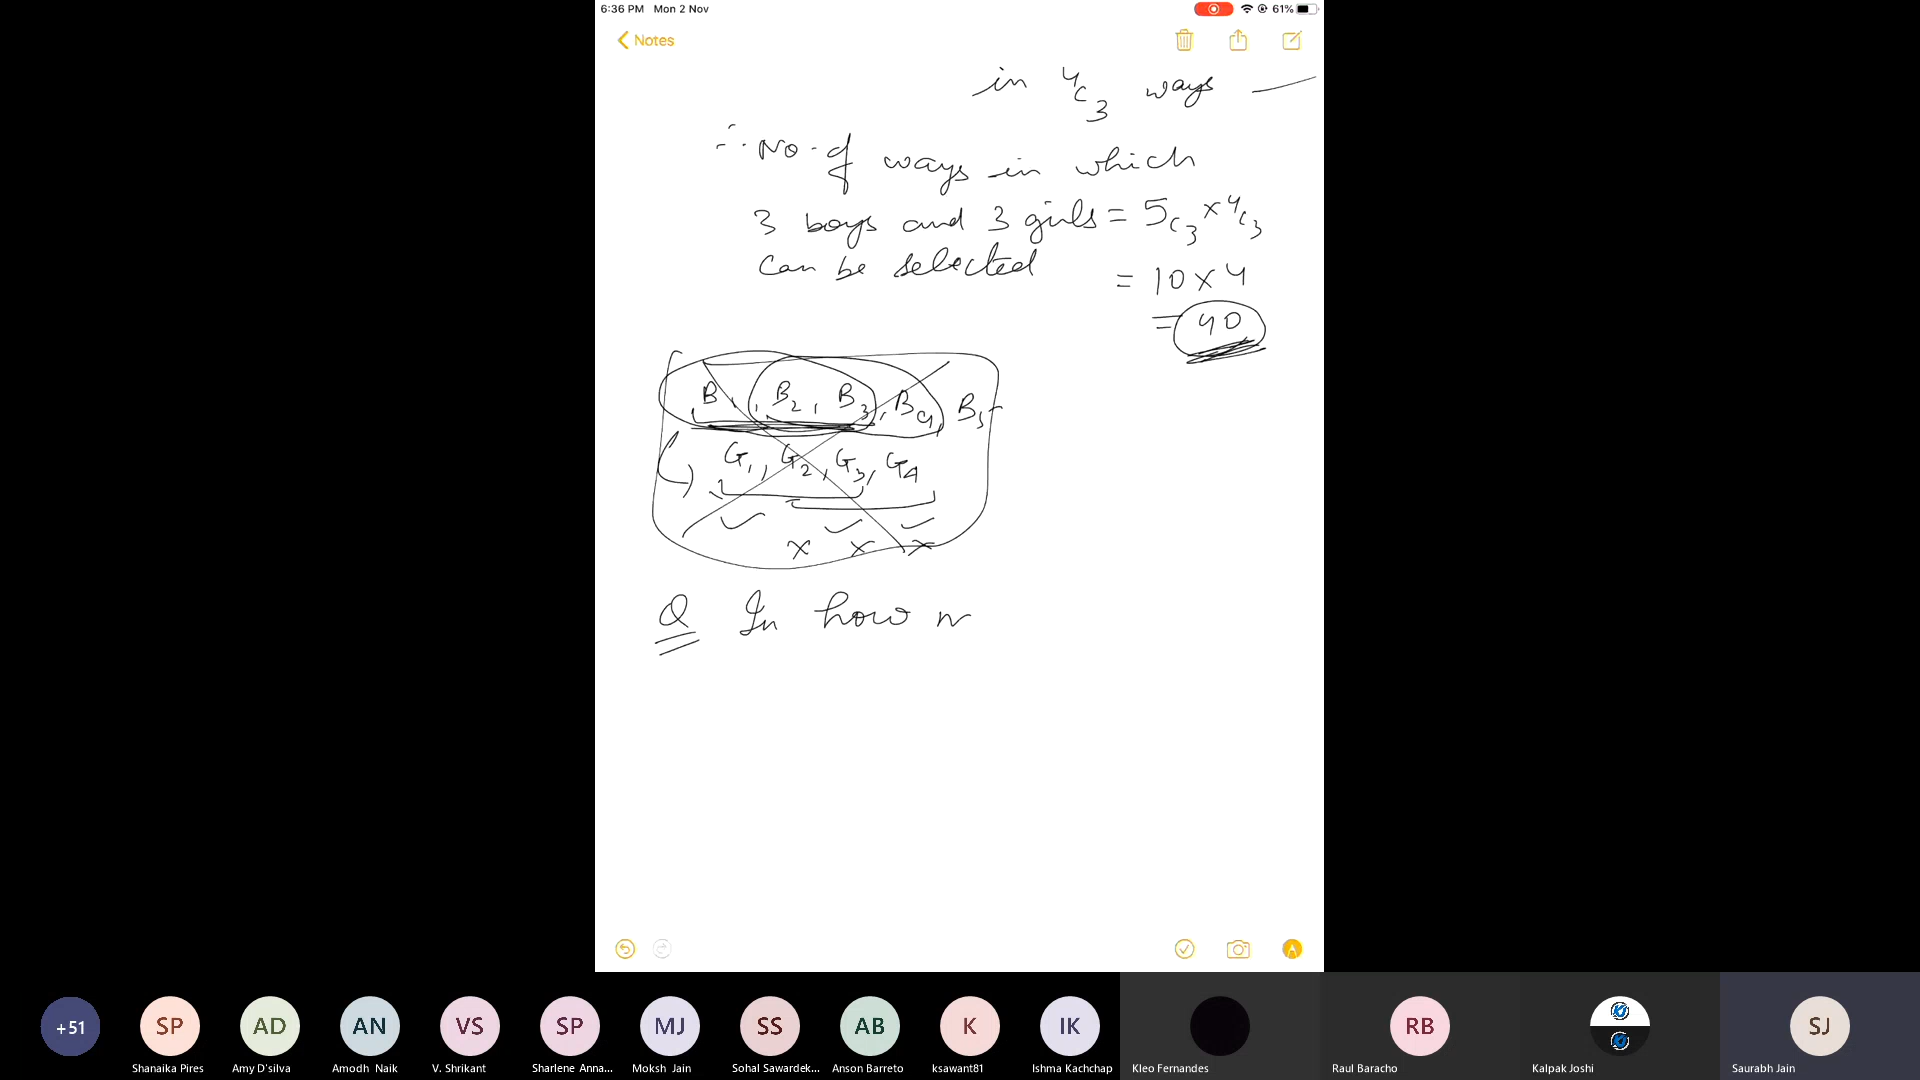 6:36 PM Mon 2 Nov
61%
Notes
in 4C3 ways —
∴ No. of ways in which
3 boys and 3 girls = 5C3 × 4C3
can be selected
= 10 × 4
= 40
B1, B2, B3, B4, B5
G1, G2, G3, G4
✓ ✓ ✓
x x x
Q In how
+51 SP AD AN VS SP MJ SS AB K IK RB SJ
Shanaika Pires Amy D'silva Amodh Naik V. Shrikant Sharlene Anna... Moksh Jain Sohal Sawardek... Anson Barreto ksawant81 Ishma Kachchap Kleo Fernandes Raul Baracho Kalpak Joshi Saurabh Jain